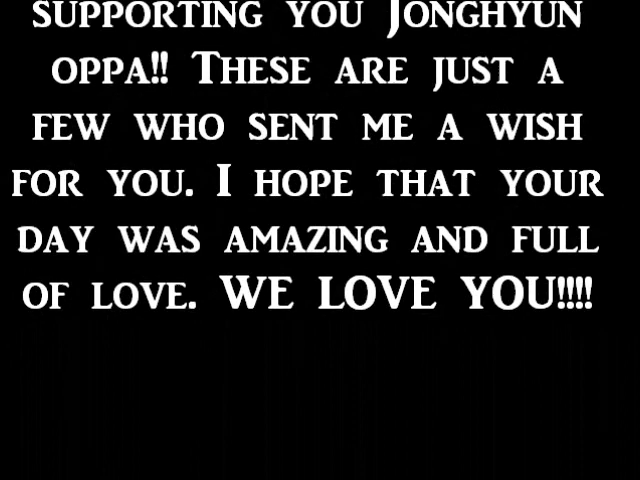 supporting you Jonghyun
oppa!! These are just a
few who sent me a wish
for you. I hope that your
day was amazing and full
of love. WE LOVE YOU!!!!